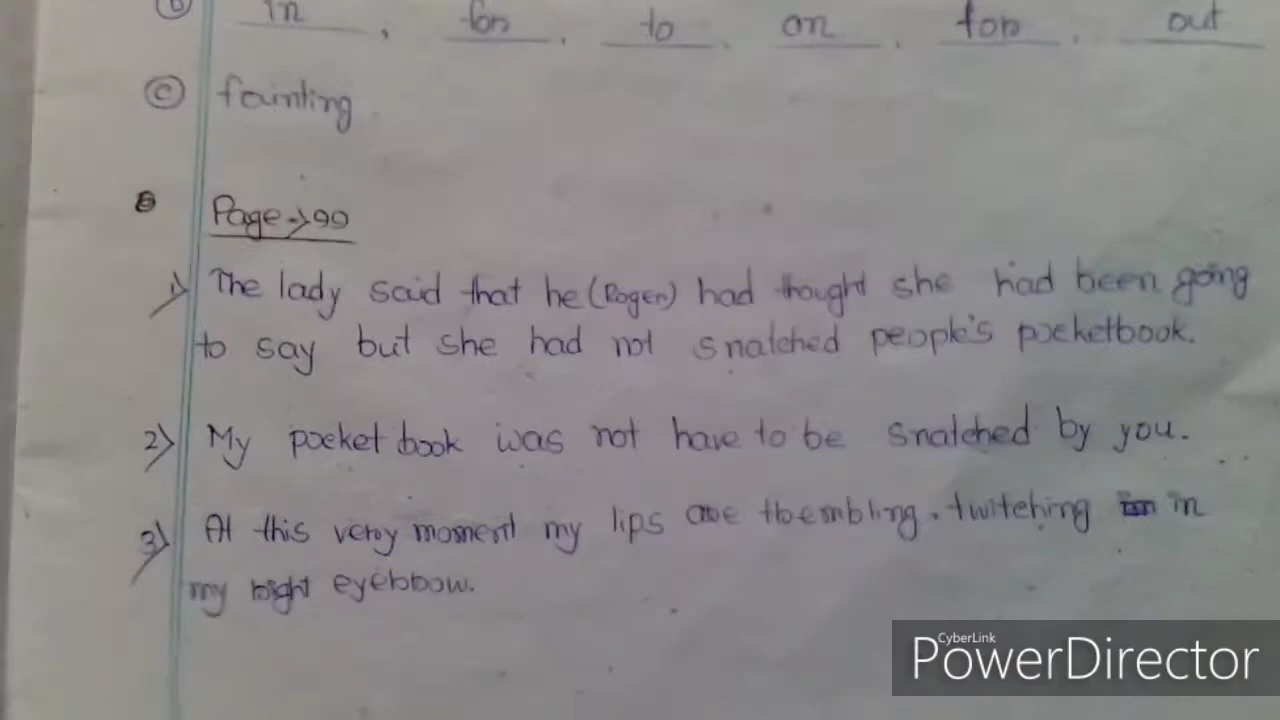 b in, for, to, on, for, out
c fainting.
Page → 99
1) The lady said that he (Roger) had thought she had been going
to say but she had not snatched people's pocketbook.
2) My pocket book was not have to be snatched by you.
3) At this very moment my lips are trembling. twitching in
my right eyebrow.
CyberLink
PowerDirector